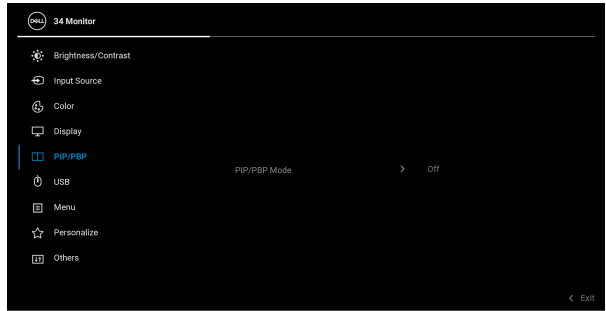 DELL
34 Monitor
Brightness/Contrast
Input Source
Color
Display
PIP/PBP
PIP/PBP Mode > Off
USB
Menu
Personalize
Others
< Exit